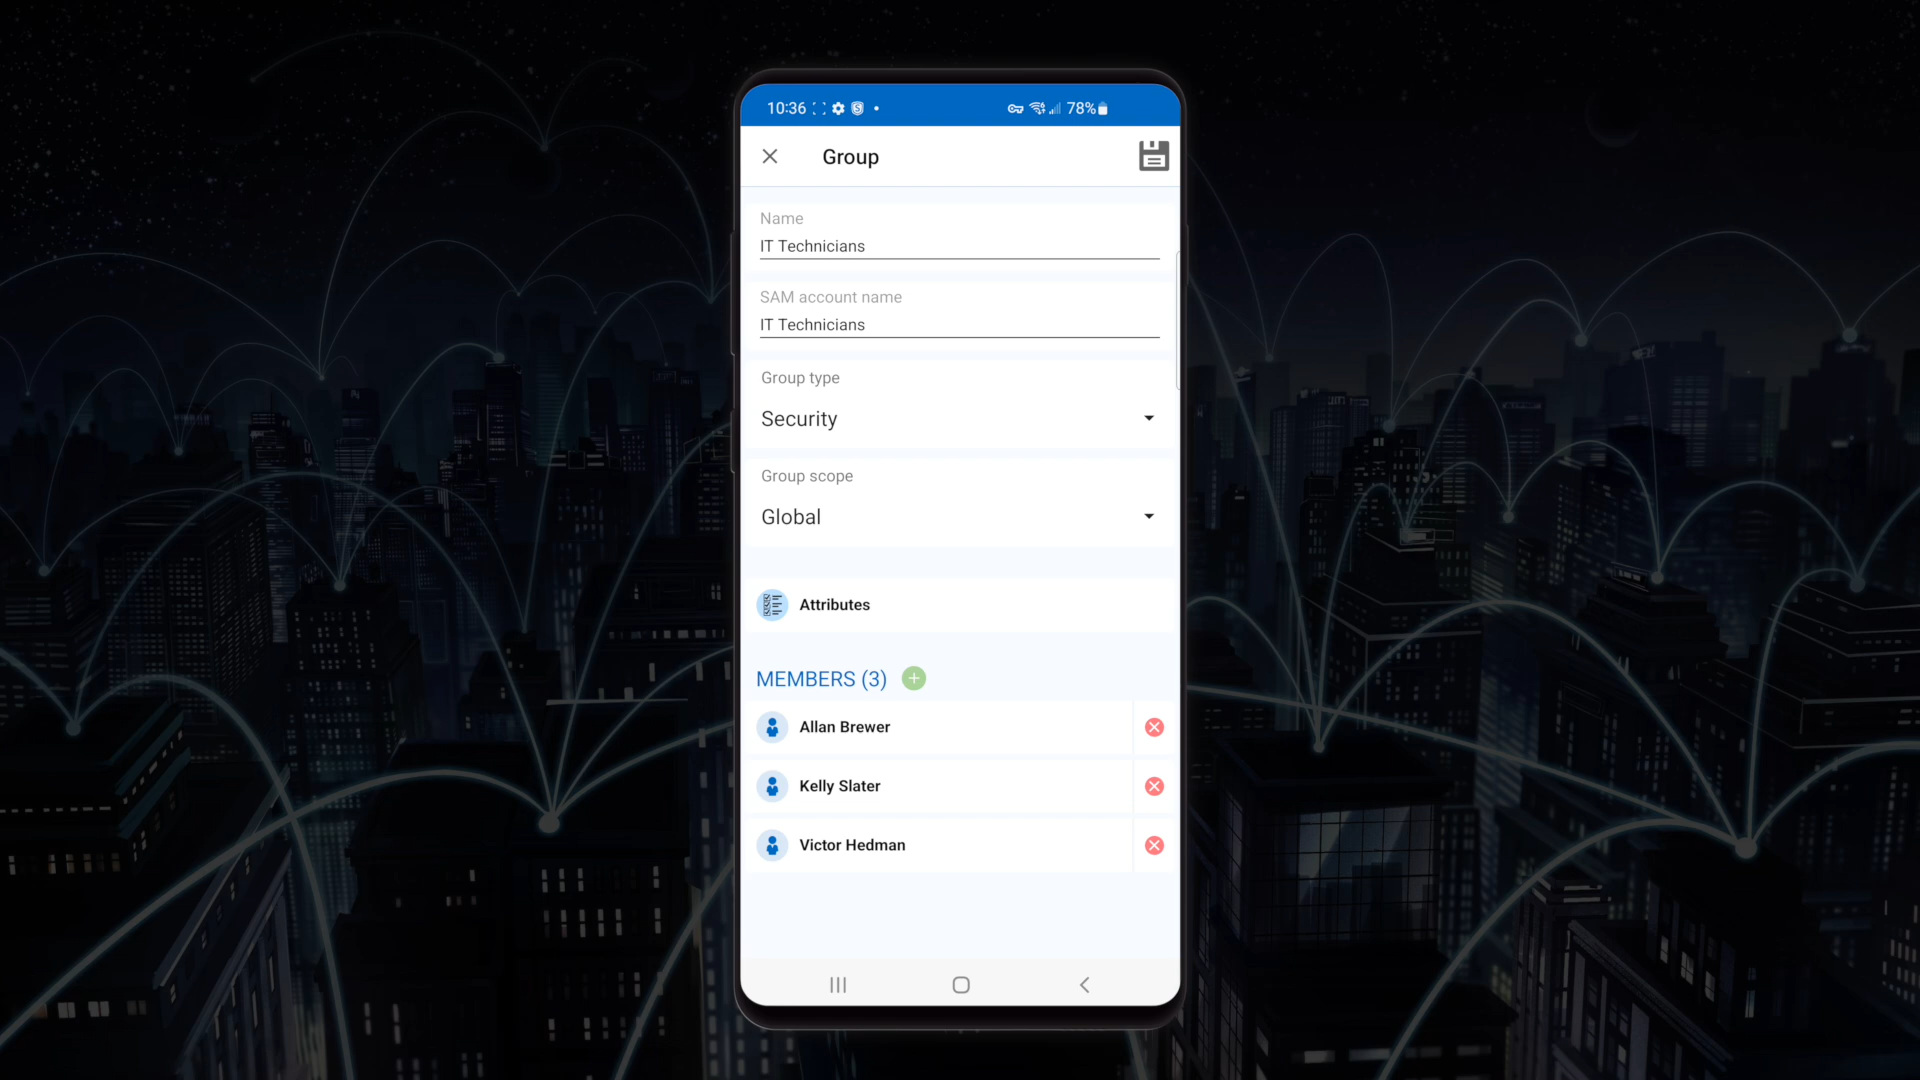 10:36 78%
Group
Name
IT Technicians
SAM account name
IT Technicians
Group type
Security
Group scope
Global
Attributes
MEMBERS (3)
Allan Brewer
Kelly Slater
Victor Hedman